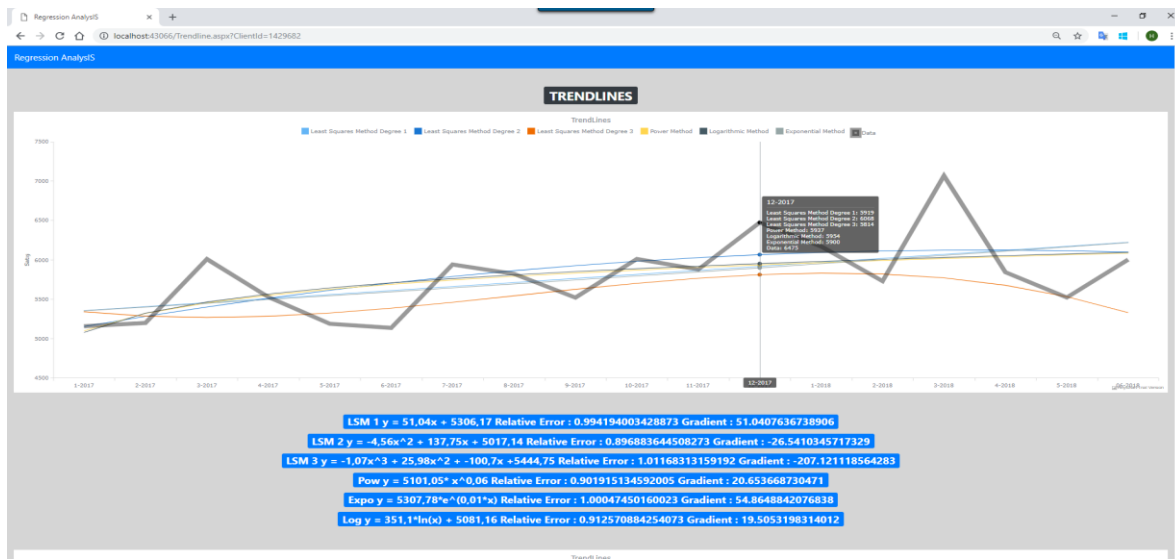 Regression AnalysIS
localhost:43066/Trendline.aspx?ClientId=1429682
H
Regression AnalysIS
TRENDLINES
TrendLines
Least Squares Method Degree 1 Least Squares Method Degree 2 Least Squares Method Degree 3 Power Method Logarithmic Method Exponential Method Data
7500
7000
6500
6000
5500
5000
4500
Satış
12-2017
Least Squares Method Degree 1: 5919
Least Squares Method Degree 2: 6068
Least Squares Method Degree 3: 5814
Power Method: 5937
Logarithmic Method: 5954
Exponential Method: 5900
Data: 6475
1-2017 2-2017 3-2017 4-2017 5-2017 6-2017 7-2017 8-2017 9-2017 10-2017 11-2017 12-2017 1-2018 2-2018 3-2018 4-2018 5-2018
LSM 1 y = 51,04x + 5306,17 Relative Error : 0.994194003428873 Gradient : 51.0407636738906
LSM 2 y = -4,56x^2 + 137,75x + 5017,14 Relative Error : 0.896883644508273 Gradient : -26.5410345717329
LSM 3 y = -1,07x^3 + 25,98x^2 + -100,7x +5444,75 Relative Error : 1.01168313159192 Gradient : -207.121118564283
Pow y = 5101,05* x^0,06 Relative Error : 0.901915134592005 Gradient : 20.653668730471
Expo y = 5307,78*e^(0,01*x) Relative Error : 1.00047450160023 Gradient : 54.8648842076838
Log y = 351,1*ln(x) + 5081,16 Relative Error : 0.912570884254073 Gradient : 19.5053198314012
TrendLines